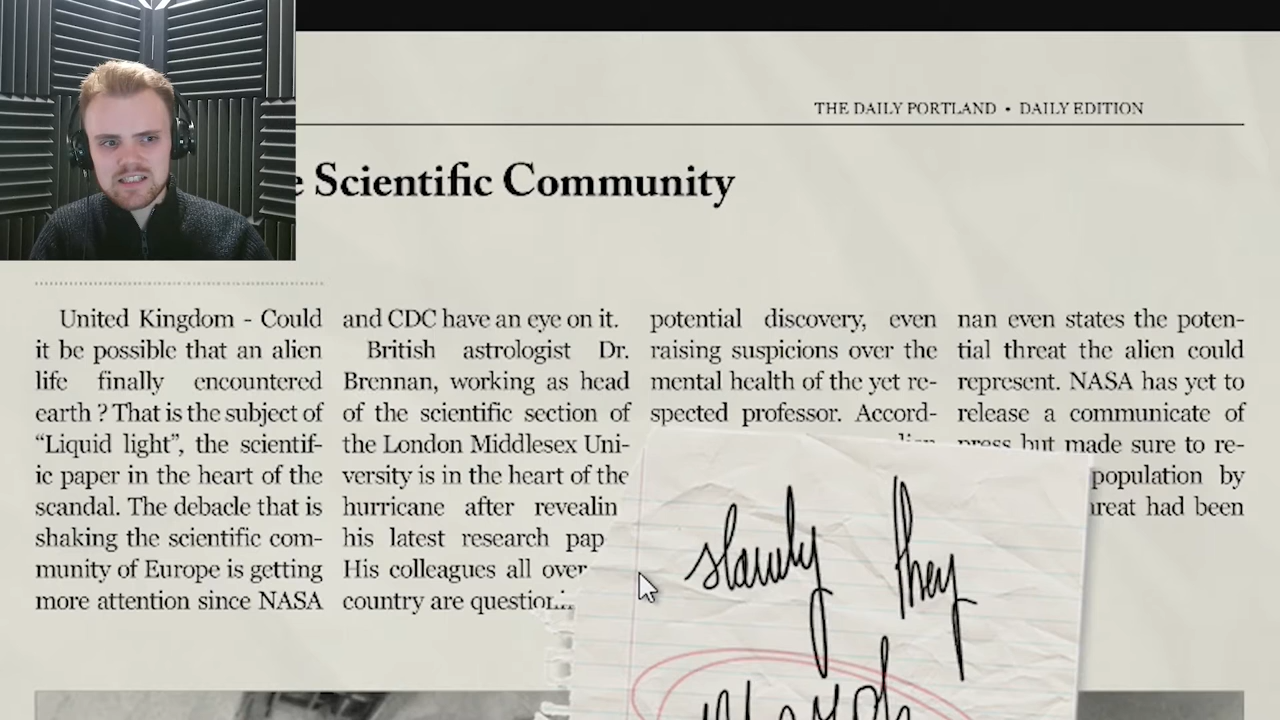 THE DAILY PORTLAND • DAILY EDITION
e Scientific Community
United Kingdom - Could
it be possible that an alien
life finally encountered
earth ? That is the subject of
“Liquid light”, the scientif-
ic paper in the heart of the
scandal. The debacle that is
shaking the scientific com-
munity of Europe is getting
more attention since NASA
and CDC have an eye on it.
British astrologist Dr.
Brennan, working as head
of the scientific section of
the London Middlesex Uni-
versity is in the heart of the
hurricane after revealin
his latest research pap
His colleagues all over
country are question
potential discovery, even
raising suspicions over the
mental health of the yet re-
spected professor. Accord-
nan even states the poten-
tial threat the alien could
represent. NASA has yet to
release a communicate of
press but made sure to re-
population by
hreat had been
slowly they